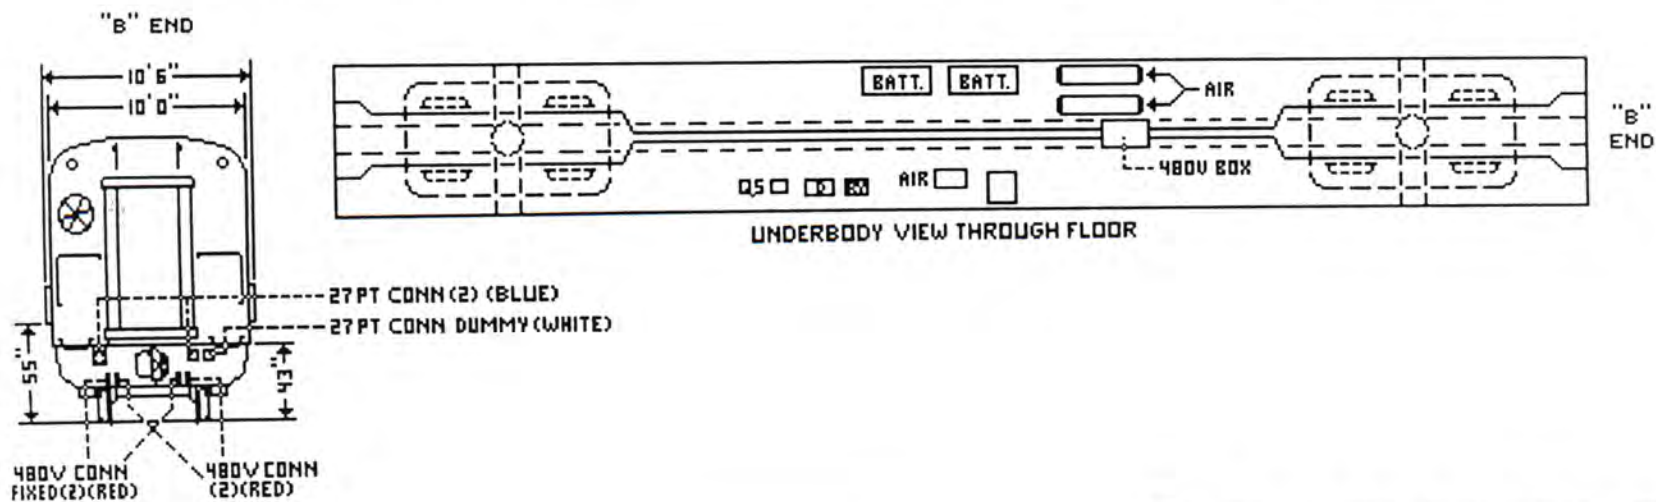 "B" END
10'6"
10'0"
BATT.
BATT.
AIR
"B"
END
480V BOX
AIR
QS
D
RV
UNDERBODY VIEW THROUGH FLOOR
27 PT CONN (2) (BLUE)
27 PT CONN DUMMY (WHITE)
55"
43"
480V CONN
FIXED (2) (RED)
480V CONN
(2) (RED)